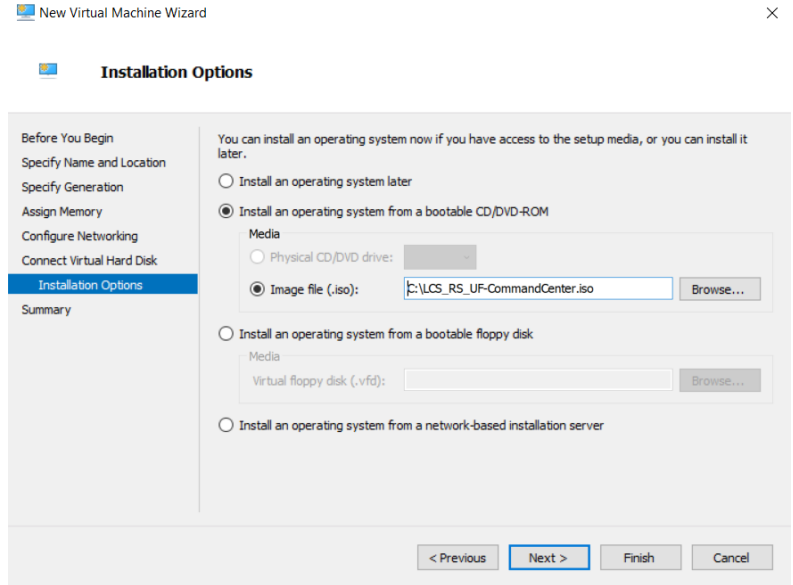 New Virtual Machine Wizard
Installation Options
Before You Begin
Specify Name and Location
Specify Generation
Assign Memory
Configure Networking
Connect Virtual Hard Disk
Installation Options
Summary
You can install an operating system now if you have access to the setup media, or you can install it
later.
Install an operating system later
Install an operating system from a bootable CD/DVD-ROM
Media
Physical CD/DVD drive:
Image file (.iso):
C:\LCS_RS_UF-CommandCenter.iso
Browse...
Install an operating system from a bootable floppy disk
Media
Virtual floppy disk (.vfd):
Browse...
Install an operating system from a network-based installation server
< Previous
Next >
Finish
Cancel